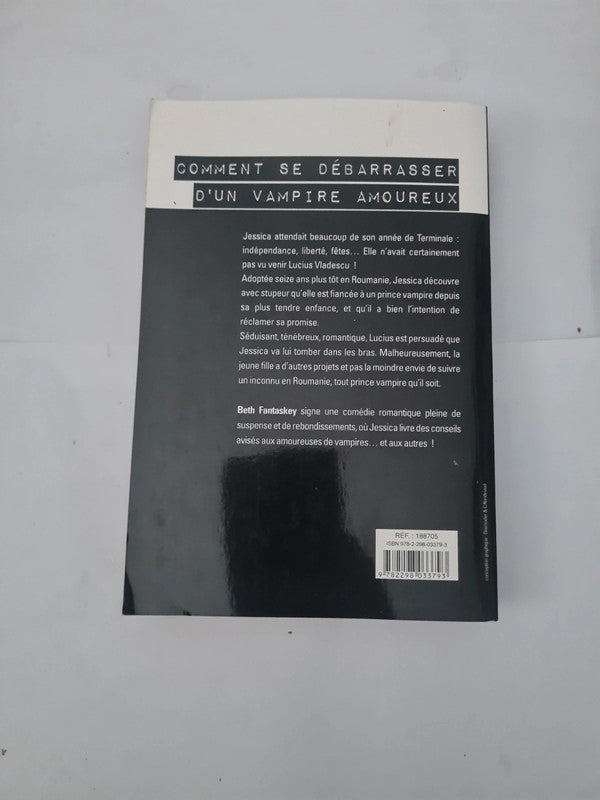 COMMENT SE DÉBARRASSER
D'UN VAMPIRE AMOUREUX
Jessica attendait beaucoup de son année de Terminale :
indépendance, liberté, fêtes... Elle n'avait certainement
pas vu venir Lucius Vladescu !
Adoptée seize ans plus tôt en Roumanie, Jessica découvre
avec stupeur qu'elle est fiancée à un prince vampire depuis
sa plus tendre enfance, et qu'il a bien l'intention de
réclamer sa promise.
Séduisant, ténébreux, romantique, Lucius est persuadé que
Jessica va lui tomber dans les bras. Malheureusement, la
jeune fille a d'autres projets et pas la moindre envie de suivre
un inconnu en Roumanie, tout prince vampire qu'il soit.
Beth Fantaskey signe une comédie romantique pleine de
suspense et de rebondissements, où Jessica livre des conseils
avisés aux amoureuses de vampires... et aux autres !
RÉF. : 188705
ISBN 978-2-298-03379-3
9 782298 033793
conception graphique :